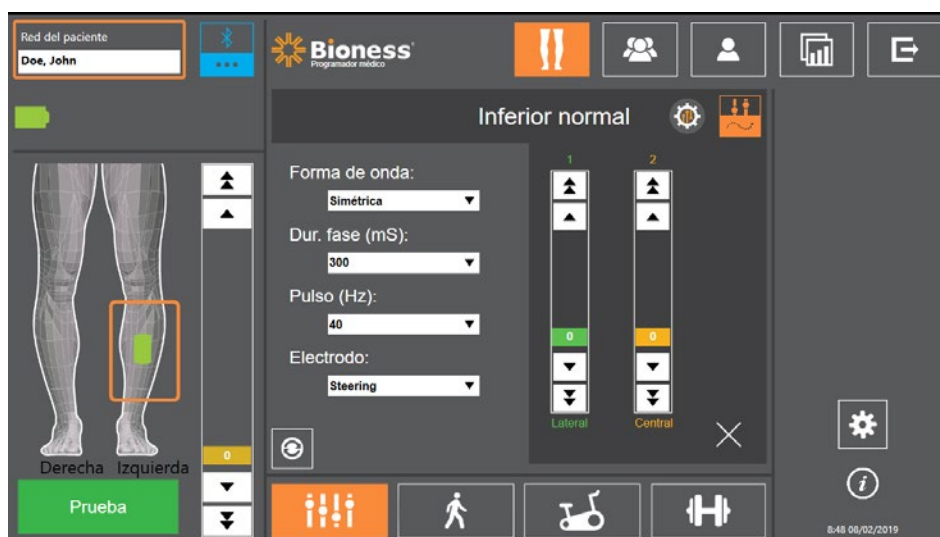 Red del paciente
Doe, John
Bioness
Programador médico
Inferior normal
Forma de onda:
Simétrica
Dur. fase (mS):
300
Pulso (Hz):
40
Electrodo:
Steering
1
2
0
0
Lateral
Central
Derecha
Izquierda
0
Prueba
i
8:48 08/02/2019